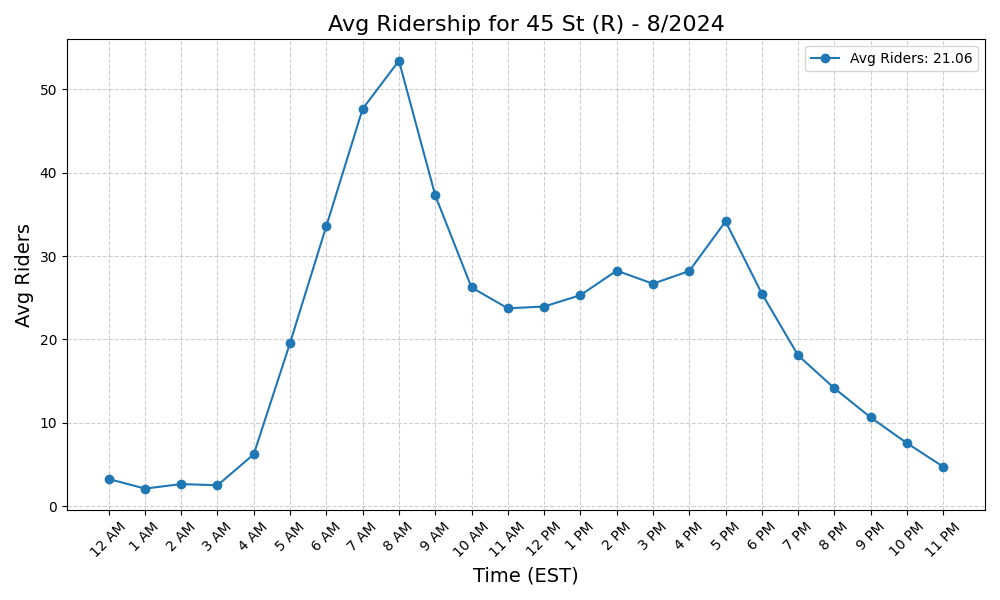 Avg Ridership for 45 St (R) - 8/2024
Avg Riders: 21.06
Avg Riders
50
40
30
20
10
0
12 AM
1 AM
2 AM
3 AM
4 AM
5 AM
6 AM
7 AM
8 AM
9 AM
10 AM
11 AM
12 PM
1 PM
2 PM
3 PM
4 PM
5 PM
6 PM
7 PM
8 PM
9 PM
10 PM
11 PM
Time (EST)